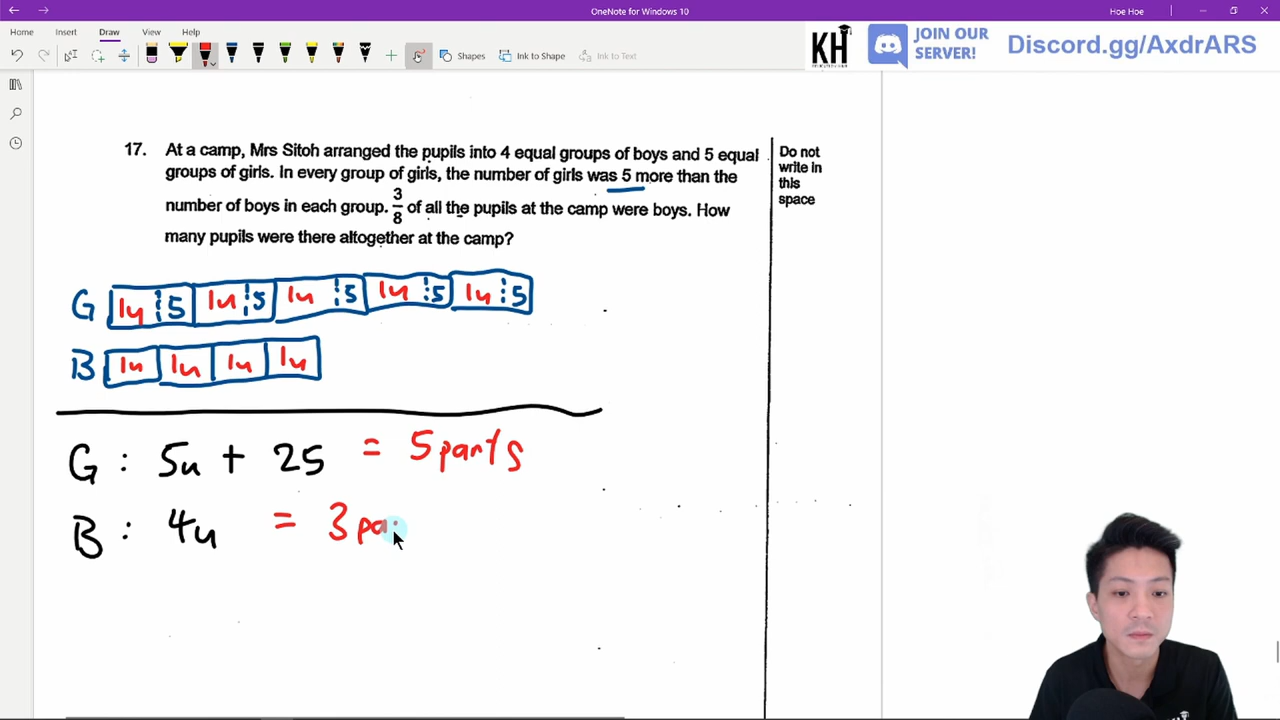 OneNote for Windows 10
Hoe Hoe
Home Insert Draw View Help
Shapes
Ink to Shape
Ink to Text
KH
JOIN OUR
SERVER!
Discord.gg/AxdrARS
17. At a camp, Mrs Sitoh arranged the pupils into 4 equal groups of boys and 5 equal
groups of girls. In every group of girls, the number of girls was 5 more than the
number of boys in each group. 3/8 of all the pupils at the camp were boys. How
many pupils were there altogether at the camp?
Do not
write in
this
space
G 1u 5 1u 5 1u 5 1u 5 1u 5
B 1u 1u 1u 1u
G : 5u + 25 = 5 parts
B : 4u = 3 pa